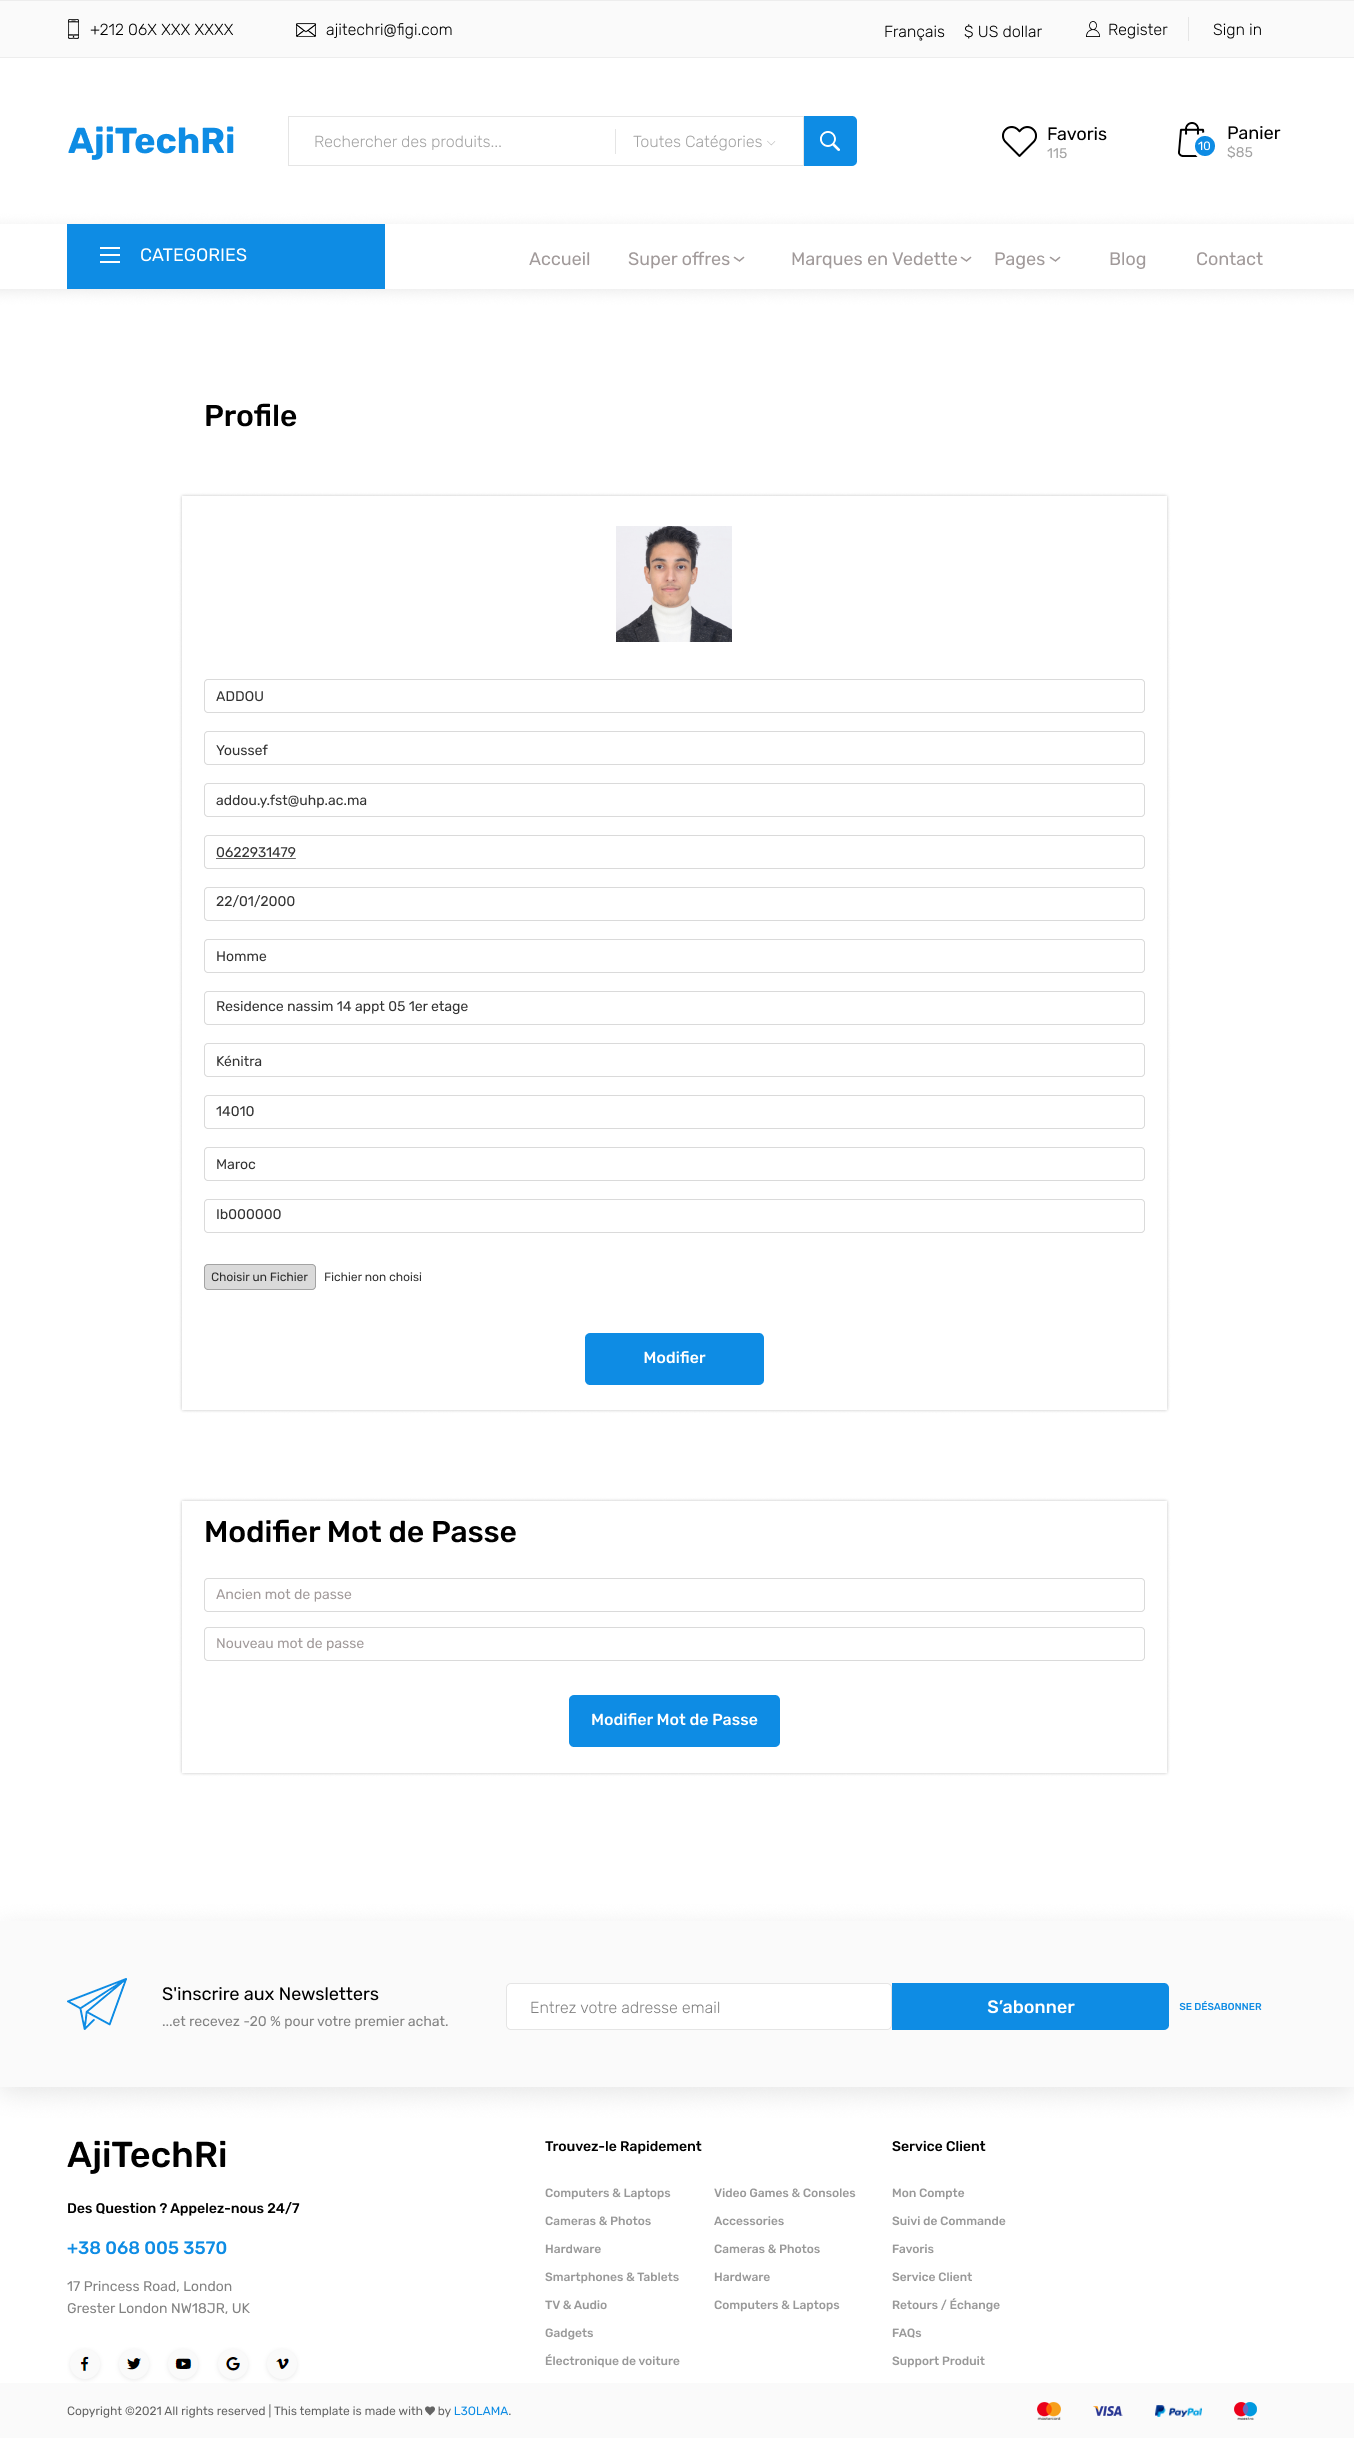 +212 06X XXX XXXX
ajitechri@figi.com
Français
$ US dollar
Register
Sign in
AjiTechRi
Rechercher des produits...
Toutes Catégories
Favoris
115
10
Panier
$85
CATEGORIES
Accueil
Super offres
Marques en Vedette
Pages
Blog
Contact
Profile
ADDOU
Youssef
addou.y.fst@uhp.ac.ma
0622931479
22/01/2000
Homme
Residence nassim 14 appt 05 1er etage
Kénitra
14010
Maroc
Ib000000
Choisir un Fichier
Fichier non choisi
Modifier
Modifier Mot de Passe
Ancien mot de passe
Nouveau mot de passe
Modifier Mot de Passe
S'inscrire aux Newsletters
...et recevez -20 % pour votre premier achat.
Entrez votre adresse email
S’abonner
SE DÉSABONNER
AjiTechRi
Des Question ? Appelez-nous 24/7
+38 068 005 3570
17 Princess Road, London
Grester London NW18JR, UK
Trouvez-le Rapidement
Computers & Laptops
Cameras & Photos
Hardware
Smartphones & Tablets
TV & Audio
Gadgets
Électronique de voiture
Video Games & Consoles
Accessories
Cameras & Photos
Hardware
Computers & Laptops
Service Client
Mon Compte
Suivi de Commande
Favoris
Service Client
Retours / Échange
FAQs
Support Produit
Copyright ©2021 All rights reserved | This template is made with ♥ by L3OLAMA.
VISA
PayPal